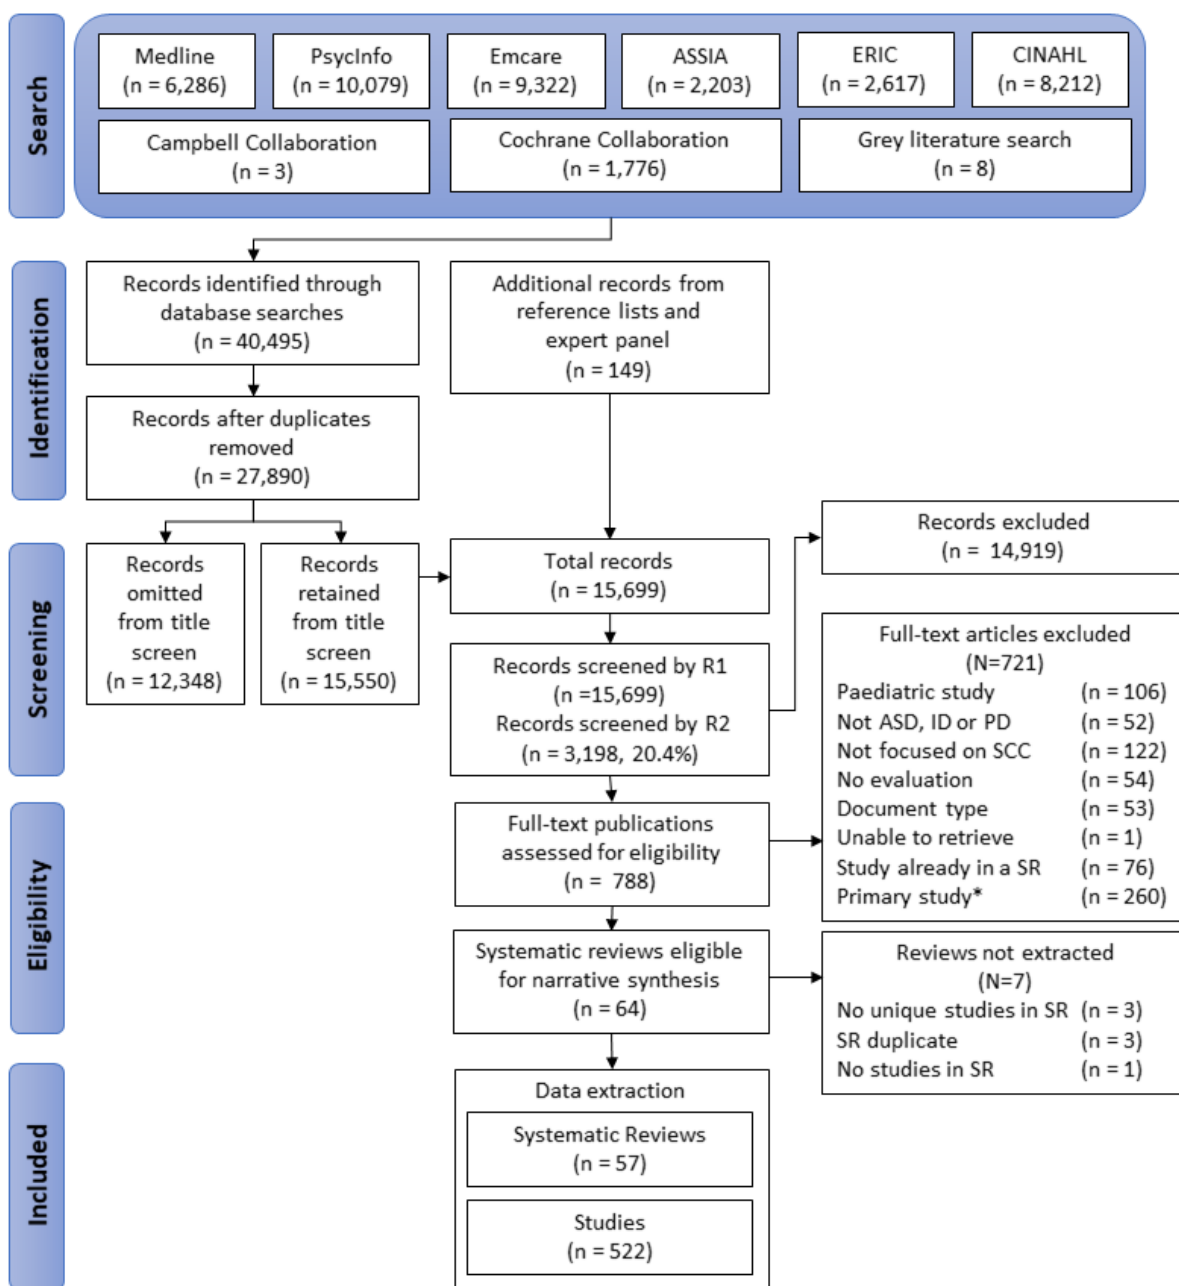 Search
Medline
(n = 6,286)
PsycInfo
(n = 10,079)
Emcare
(n = 9,322)
ASSIA
(n = 2,203)
ERIC
(n = 2,617)
CINAHL
(n = 8,212)
Campbell Collaboration
(n = 3)
Cochrane Collaboration
(n = 1,776)
Grey literature search
(n = 8)
Identification
Records identified through
database searches
(n = 40,495)
Additional records from
reference lists and
expert panel
(n = 149)
Records after duplicates
removed
(n = 27,890)
Screening
Records
omitted
from title
screen
(n = 12,348)
Records
retained
from title
screen
(n = 15,550)
Total records
(n = 15,699)
Records excluded
(n = 14,919)
Records screened by R1
(n =15,699)
Records screened by R2
(n = 3,198, 20.4%)
Full-text articles excluded
(N=721)
Paediatric study (n = 106)
Not ASD, ID or PD (n = 52)
Not focused on SCC (n = 122)
No evaluation (n = 54)
Document type (n = 53)
Unable to retrieve (n = 1)
Study already in a SR (n = 76)
Primary study* (n = 260)
Eligibility
Full-text publications
assessed for eligibility
(n = 788)
Systematic reviews eligible
for narrative synthesis
(n = 64)
Reviews not extracted
(N=7)
No unique studies in SR (n = 3)
SR duplicate (n = 3)
No studies in SR (n = 1)
Included
Data extraction
Systematic Reviews
(n = 57)
Studies
(n = 522)